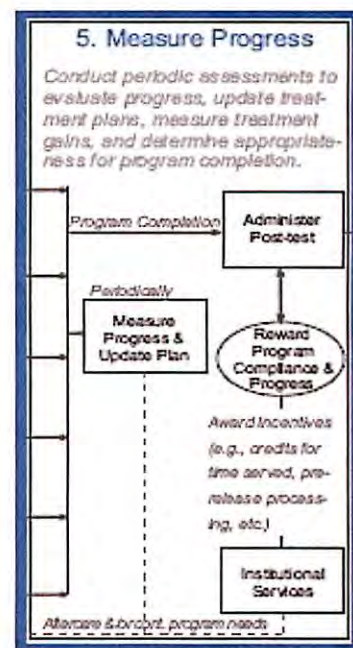 5. Measure Progress
Conduct periodic assessments to
evaluate progress, update treat-
ment plans, measure treatment
gains, and determine appropriate-
ness for program completion.
Program Completion
Administer
Post-test
Periodically
Measure
Progress &
Update Plan
Reward
Program
Compliance &
Progress
Award Incentives
(e.g., credits for
time served, pre-
release process-
ing, etc.)
Institutional
Services
Aftercare & program needs